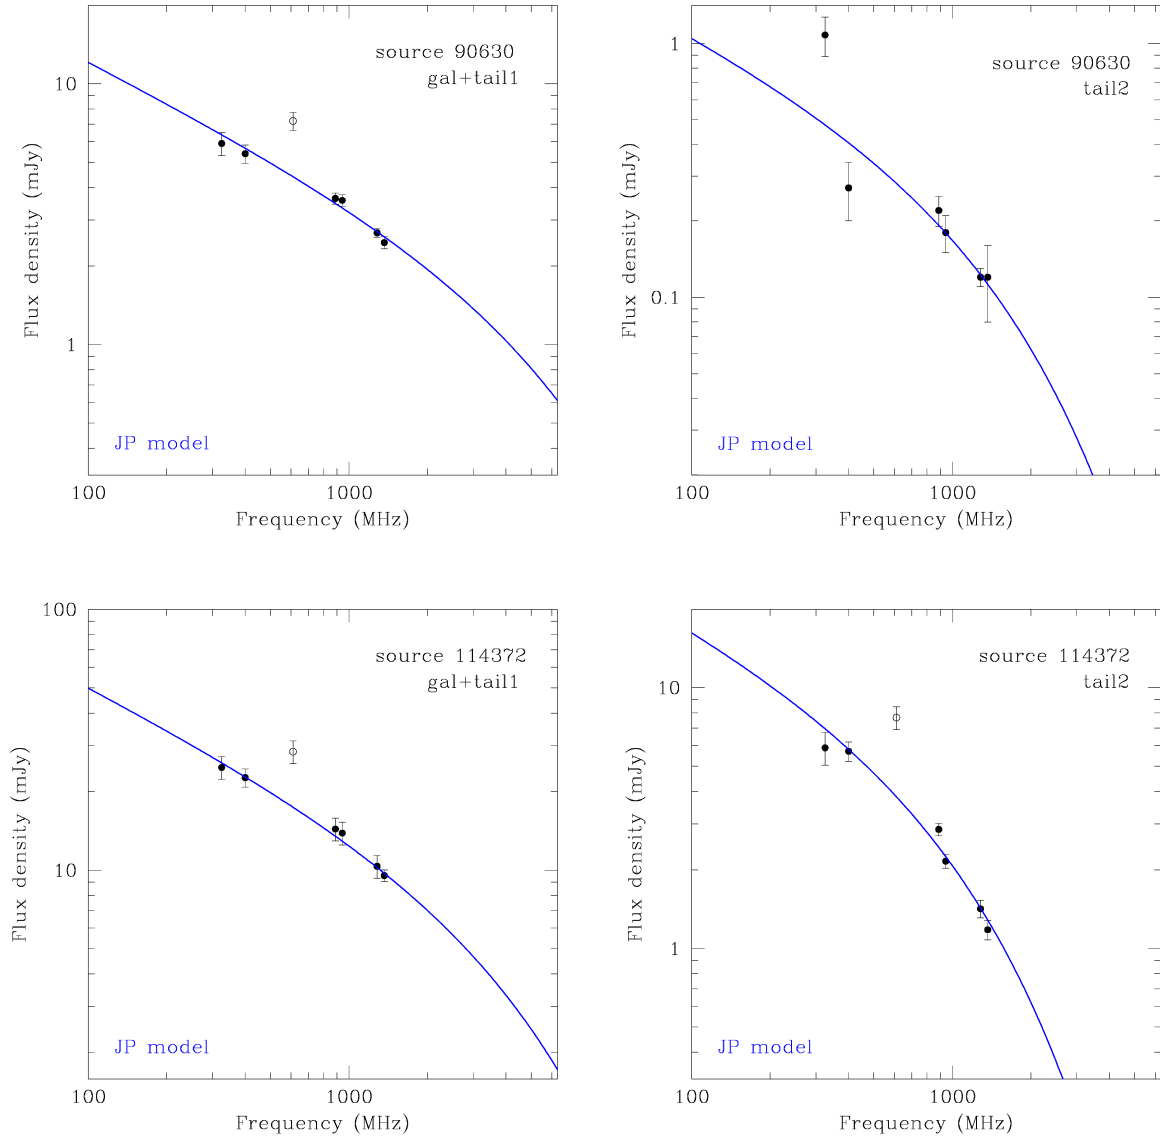 source 90630
gal+tail1
10
1
Flux density (mJy)
JP model
100
1000
Frequency (MHz)
source 90630
tail2
1
0.1
Flux density (mJy)
JP model
100
1000
Frequency (MHz)
100
source 114372
gal+tail1
10
Flux density (mJy)
JP model
100
1000
Frequency (MHz)
source 114372
tail2
10
1
Flux density (mJy)
JP model
100
1000
Frequency (MHz)